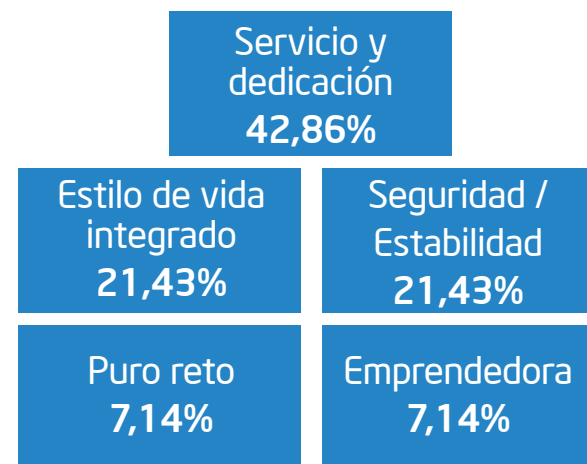 Servicio y
dedicación
42,86%
Estilo de vida
integrado
21,43%
Seguridad /
Estabilidad
21,43%
Puro reto
7,14%
Emprendedora
7,14%